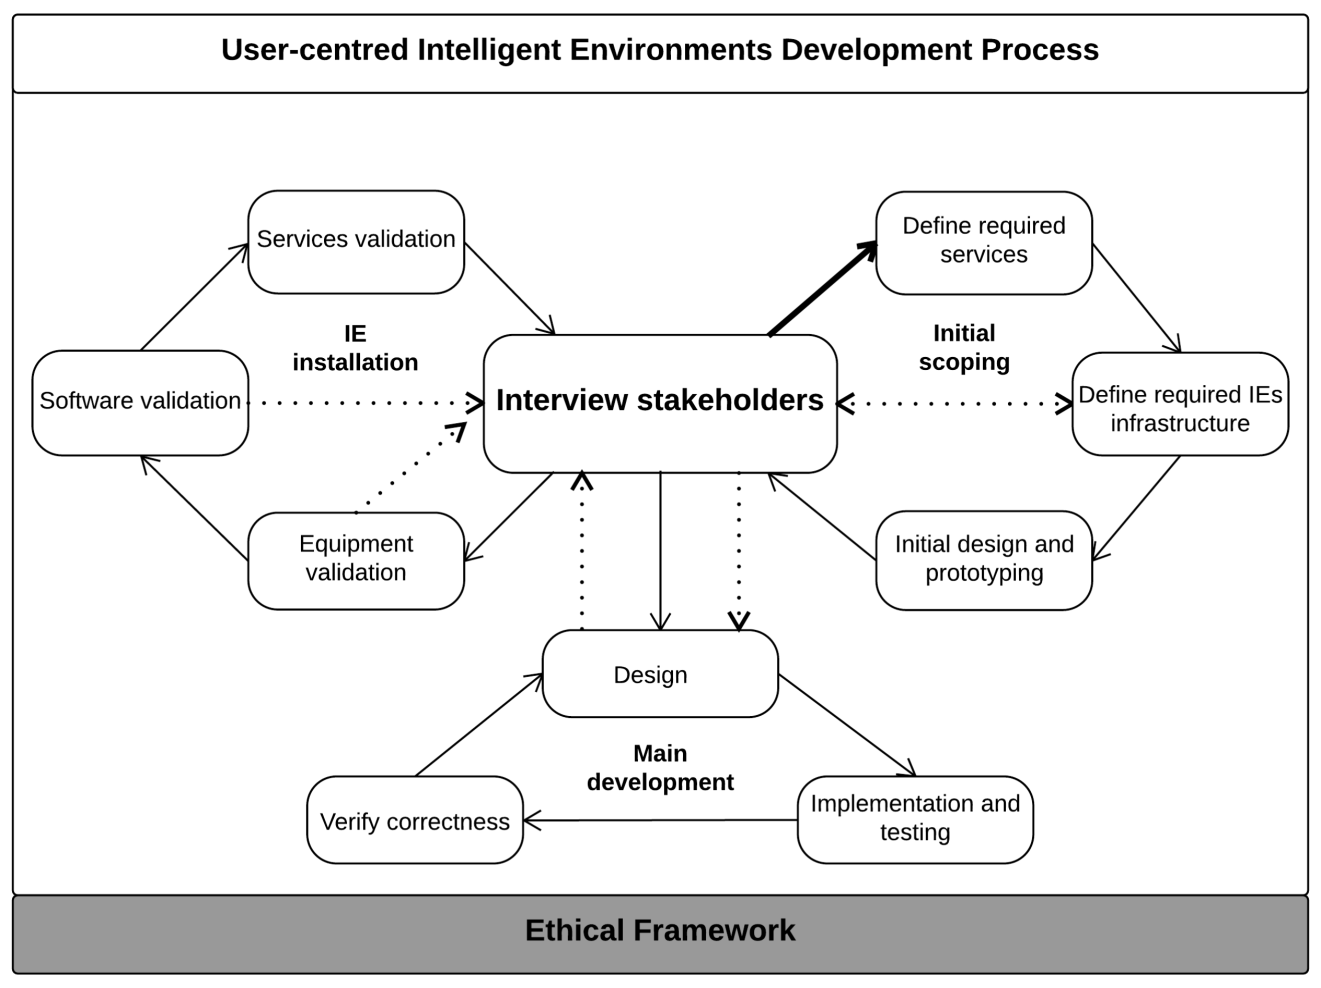 User-centred Intelligent Environments Development Process
Services validation
Define required
services
IE
installation
Initial
scoping
Software validation
Interview stakeholders
Define required IEs
infrastructure
Equipment
validation
Initial design and
prototyping
Design
Main
development
Verify correctness
Implementation and
testing
Ethical Framework